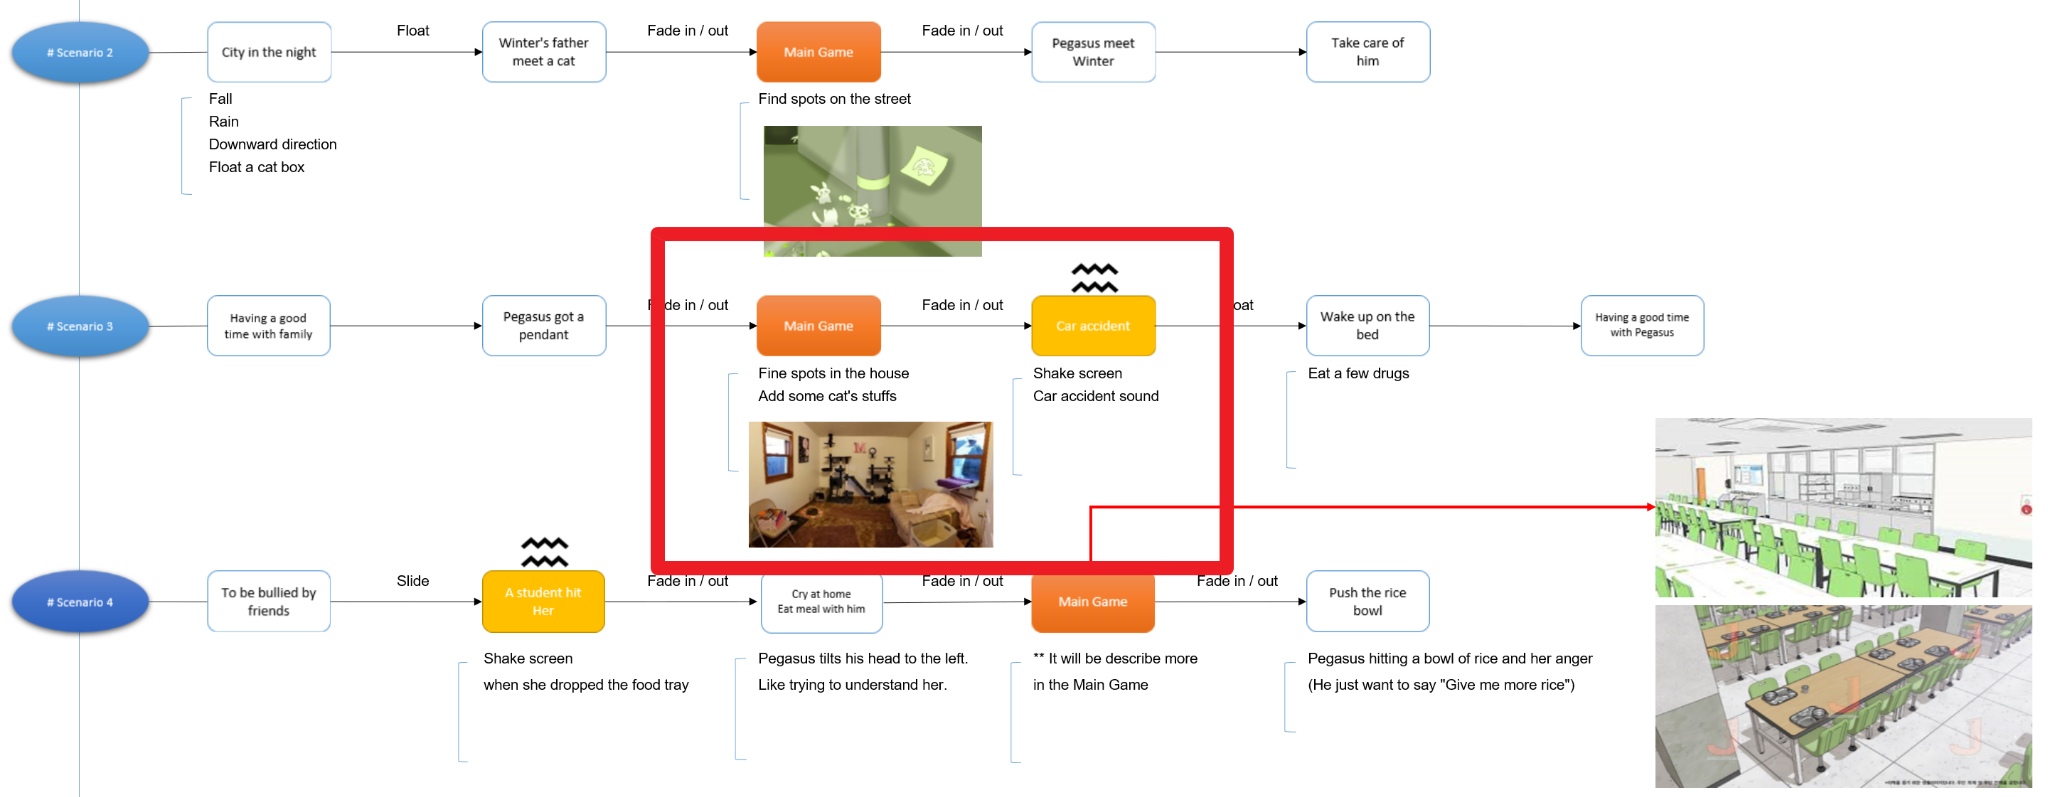 # Scenario 2
City in the night
Float
Winter's father
meet a cat
Fade in / out
Main Game
Fade in / out
Pegasus meet
Winter
Take care of
him
Fall
Rain
Downward direction
Float a cat box
Find spots on the street
# Scenario 3
Having a good
time with family
Pegasus got a
pendant
Fade in / out
Main Game
Fade in / out
Car accident
oat
Wake up on the
bed
Having a good time
with Pegasus
Fine spots in the house
Add some cat's stuffs
Shake screen
Car accident sound
Eat a few drugs
M
# Scenario 4
To be bullied by
friends
Slide
A student hit
Her
Fade in / out
Cry at home
Eat meal with him
Fade in / out
Main Game
Fade in / out
Push the rice
bowl
Shake screen
when she dropped the food tray
Pegasus tilts his head to the left.
Like trying to understand her.
** It will be describe more
in the Main Game
Pegasus hitting a bowl of rice and her anger
(He just want to say "Give me more rice")
J
J
J
J